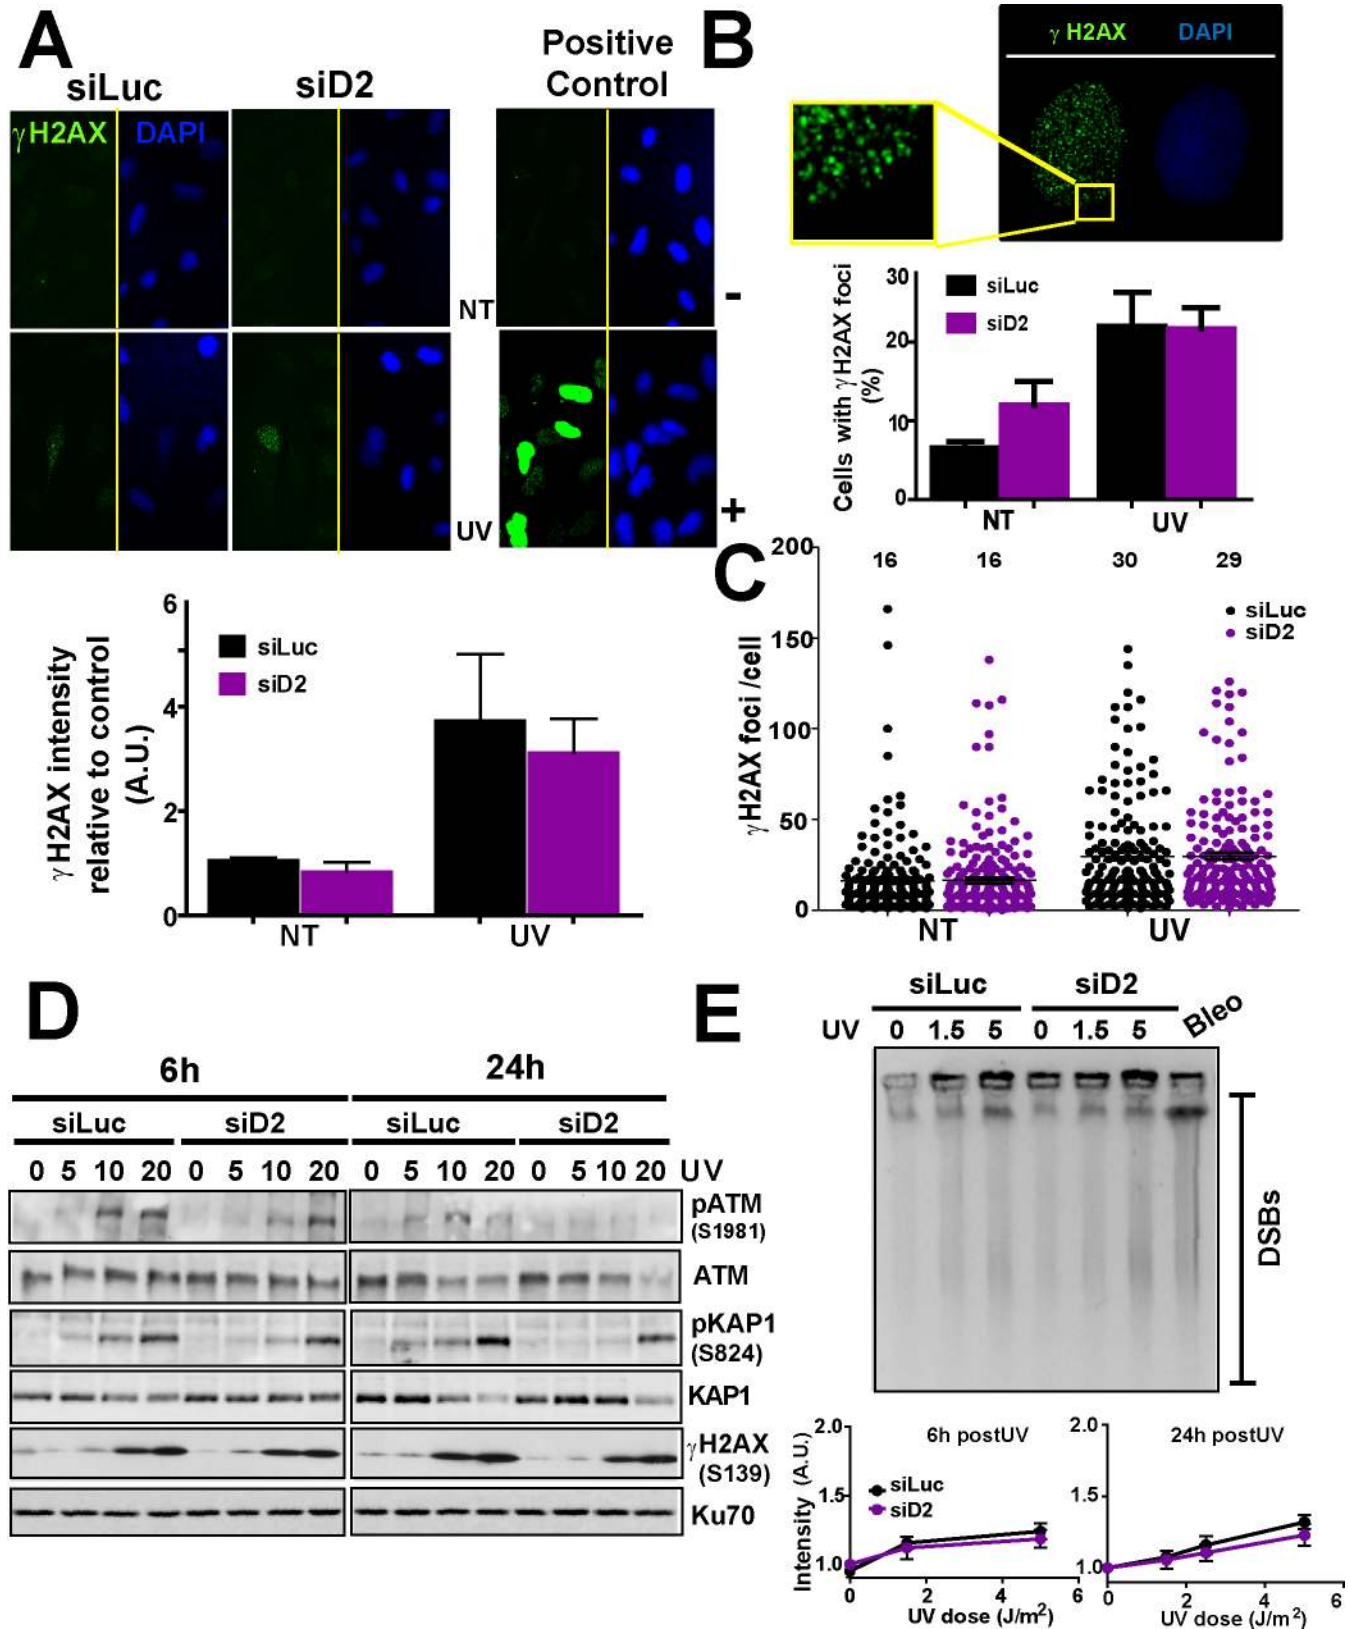 A
siLuc
siD2
Positive
Control
γH2AX
DAPI
NT
-
UV
+
6
4
2
0
γH2AX intensity
relative to control
(A.U.)
siLuc
siD2
NT
UV
B
γ H2AX
DAPI
30
20
10
0
Cells with γH2AX foci
(%)
siLuc
siD2
NT
UV
C
200
150
100
50
0
γH2AX foci /cell
16
16
30
29
siLuc
siD2
NT
UV
D
6h
24h
siLuc
siD2
siLuc
siD2
0 5 10 20 0 5 10 20 0 5 10 20 0 5 10 20 UV
pATM
(S1981)
ATM
pKAP1
(S824)
KAP1
γH2AX
(S139)
Ku70
E
siLuc
siD2
UV 0 1.5 5 0 1.5 5 Bleo
DSBs
2.0
1.5
1.0
Intensity (A.U.)
6h postUV
siLuc
siD2
0 2 4 6
UV dose (J/m²)
2.0
1.5
1.0
24h postUV
0 2 4 6
UV dose (J/m²)